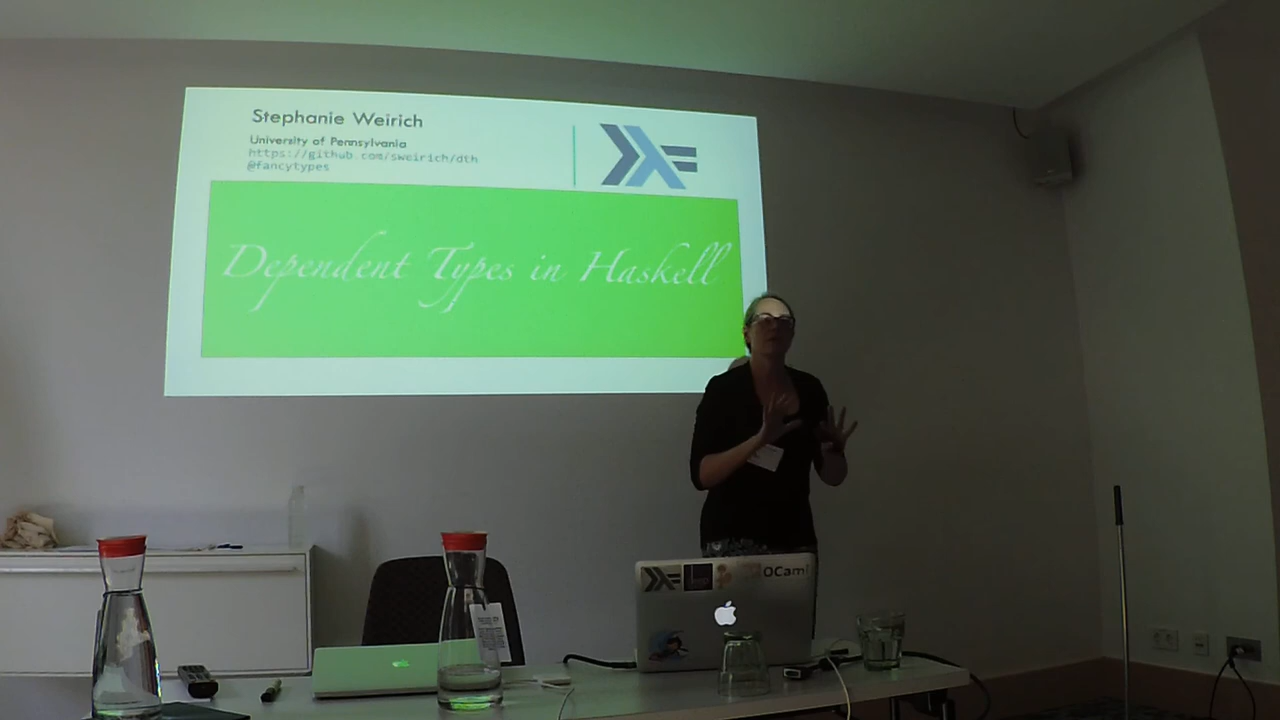 Stephanie Weirich
University of Pennsylvania
https://github.com/sweirich/dth
@fancytypes
Dependent Types in Haskell
OCaml